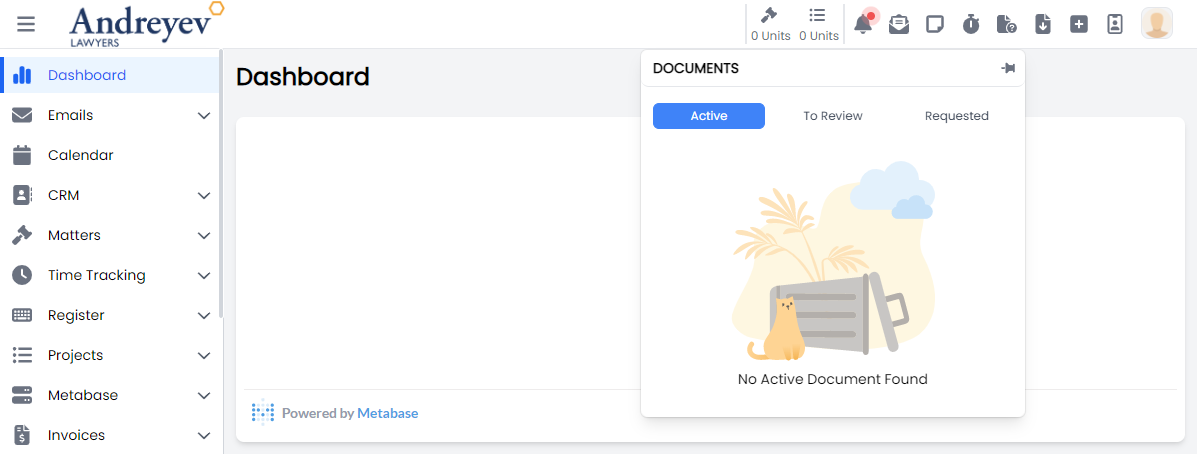 Andreyev
LAWYERS
0 Units
0 Units
Dashboard
Emails
Calendar
CRM
Matters
Time Tracking
Register
Projects
Metabase
Invoices
Dashboard
Powered by Metabase
DOCUMENTS
Active To Review Requested
No Active Document Found